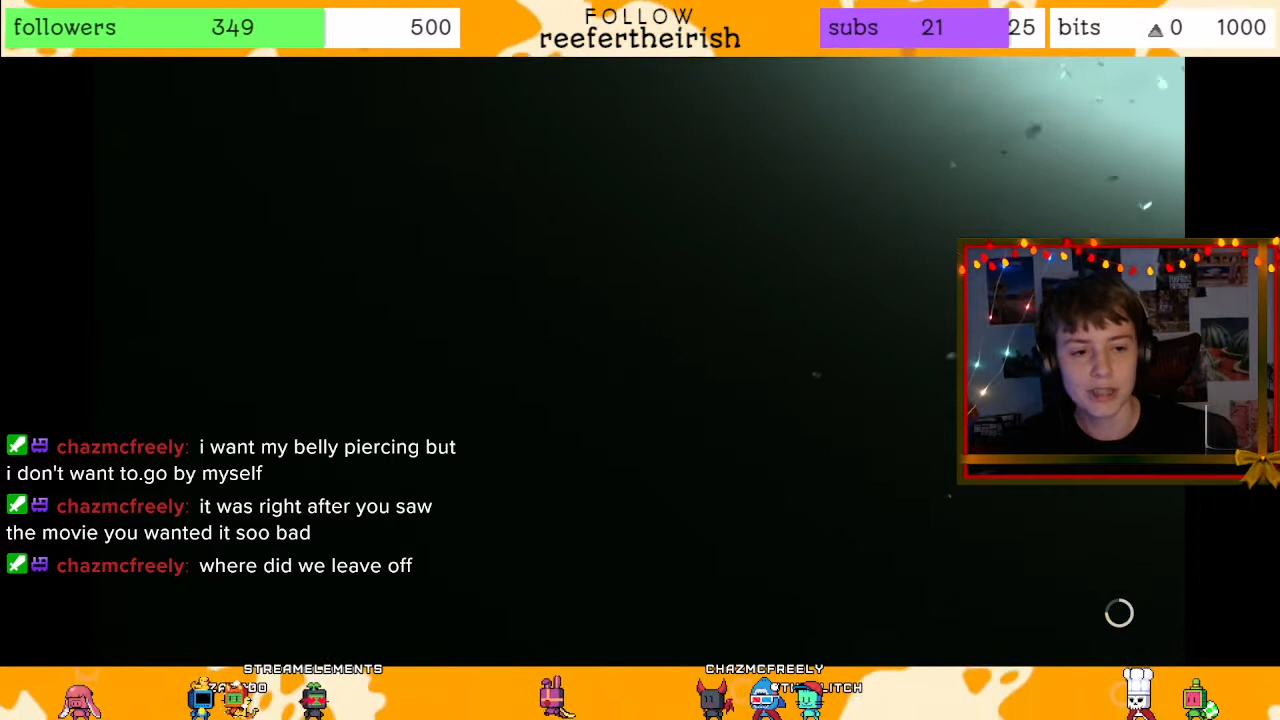 followers 349 500
FOLLOW
reefertheirish
subs 21 25
bits 0 1000
chazmcfreely: i want my belly piercing but
i don't want to.go by myself
chazmcfreely: it was right after you saw
the movie you wanted it soo bad
chazmcfreely: where did we leave off
STREAMELEMENTS
CHAZMCFREELY